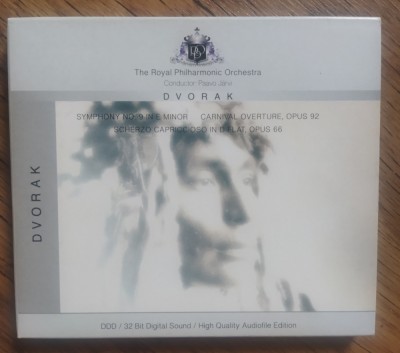 RPO
The Royal Philharmonic Orchestra
Conductor Paavo Järvi
DVORAK
SYMPHONY NO. 9 IN E MINOR CARNIVAL OVERTURE, OPUS 92
SCHERZO CAPRICCIOSO IN D FLAT, OPUS 66
DVORAK
DDD / 32 Bit Digital Sound / High Quality Audiofile Edition